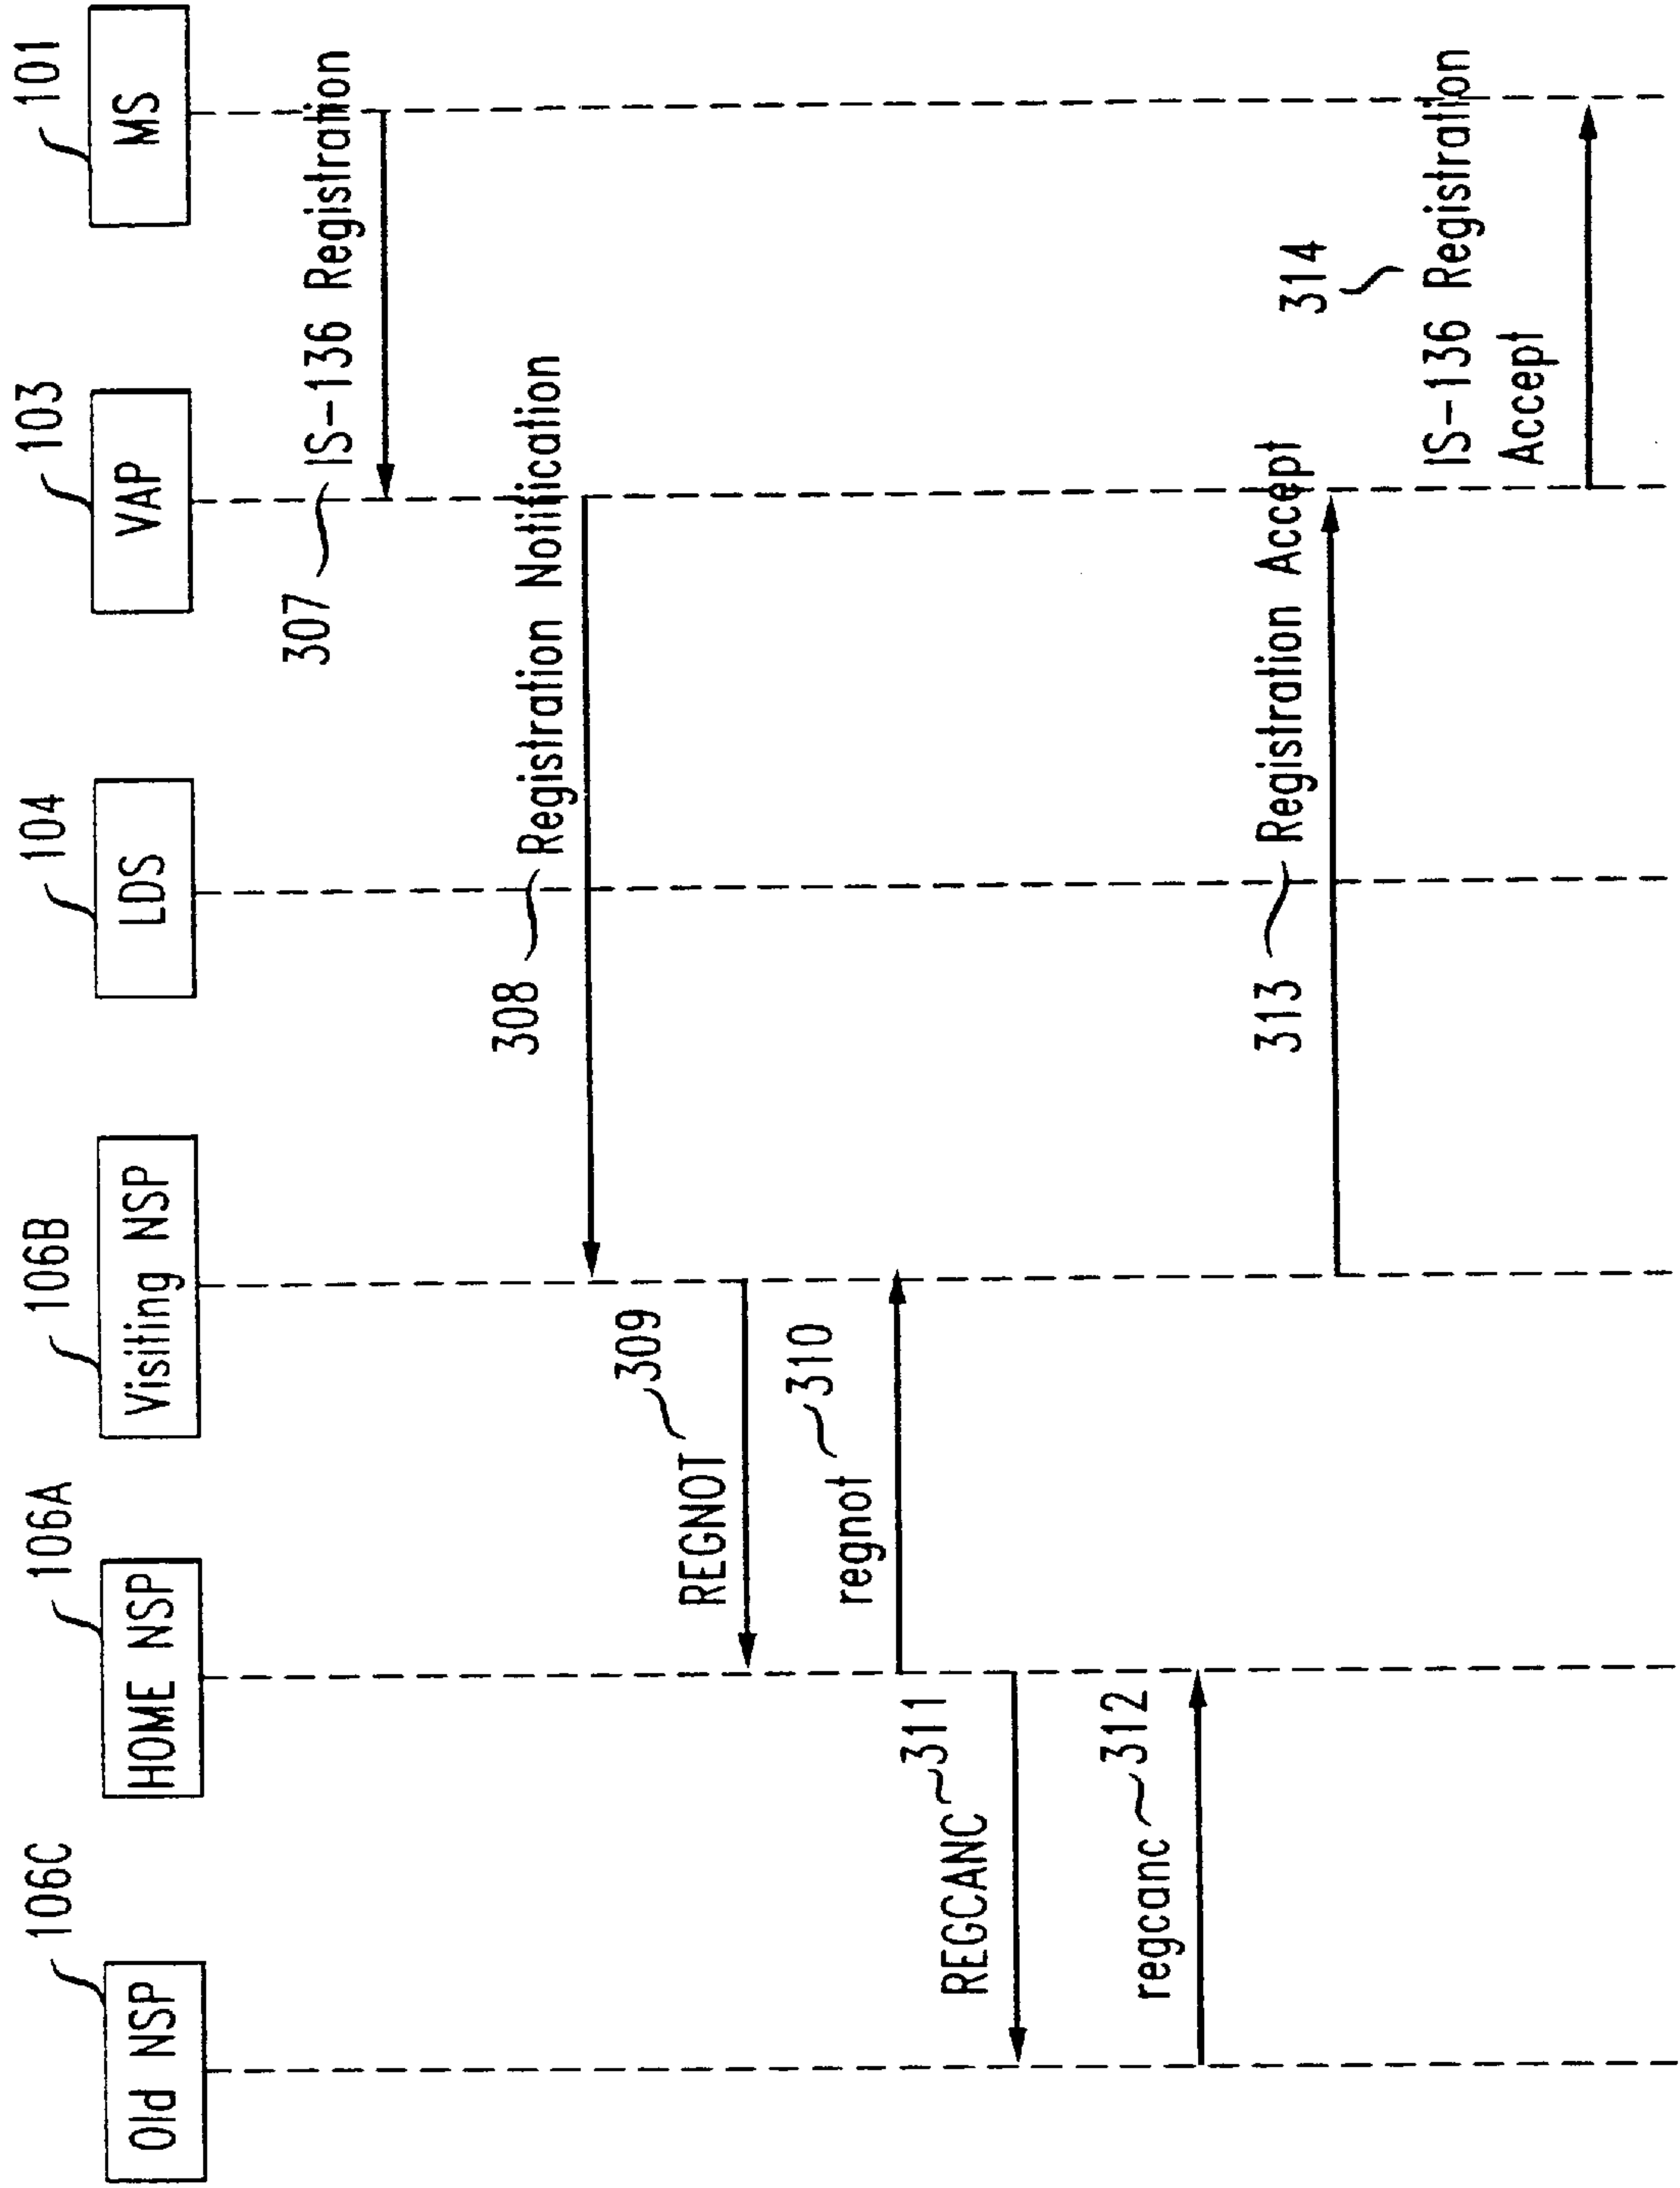 106C
Old NSP
106A
HOME NSP
106B
Visiting NSP
104
LDS
103
VAP
101
MS
307
IS-136 Registration
308
Registration Notification
309
REGNOT
310
regnot
REGCANC
311
regcanc
312
313
Registration Accept
314
IS-136 Registration
Accept